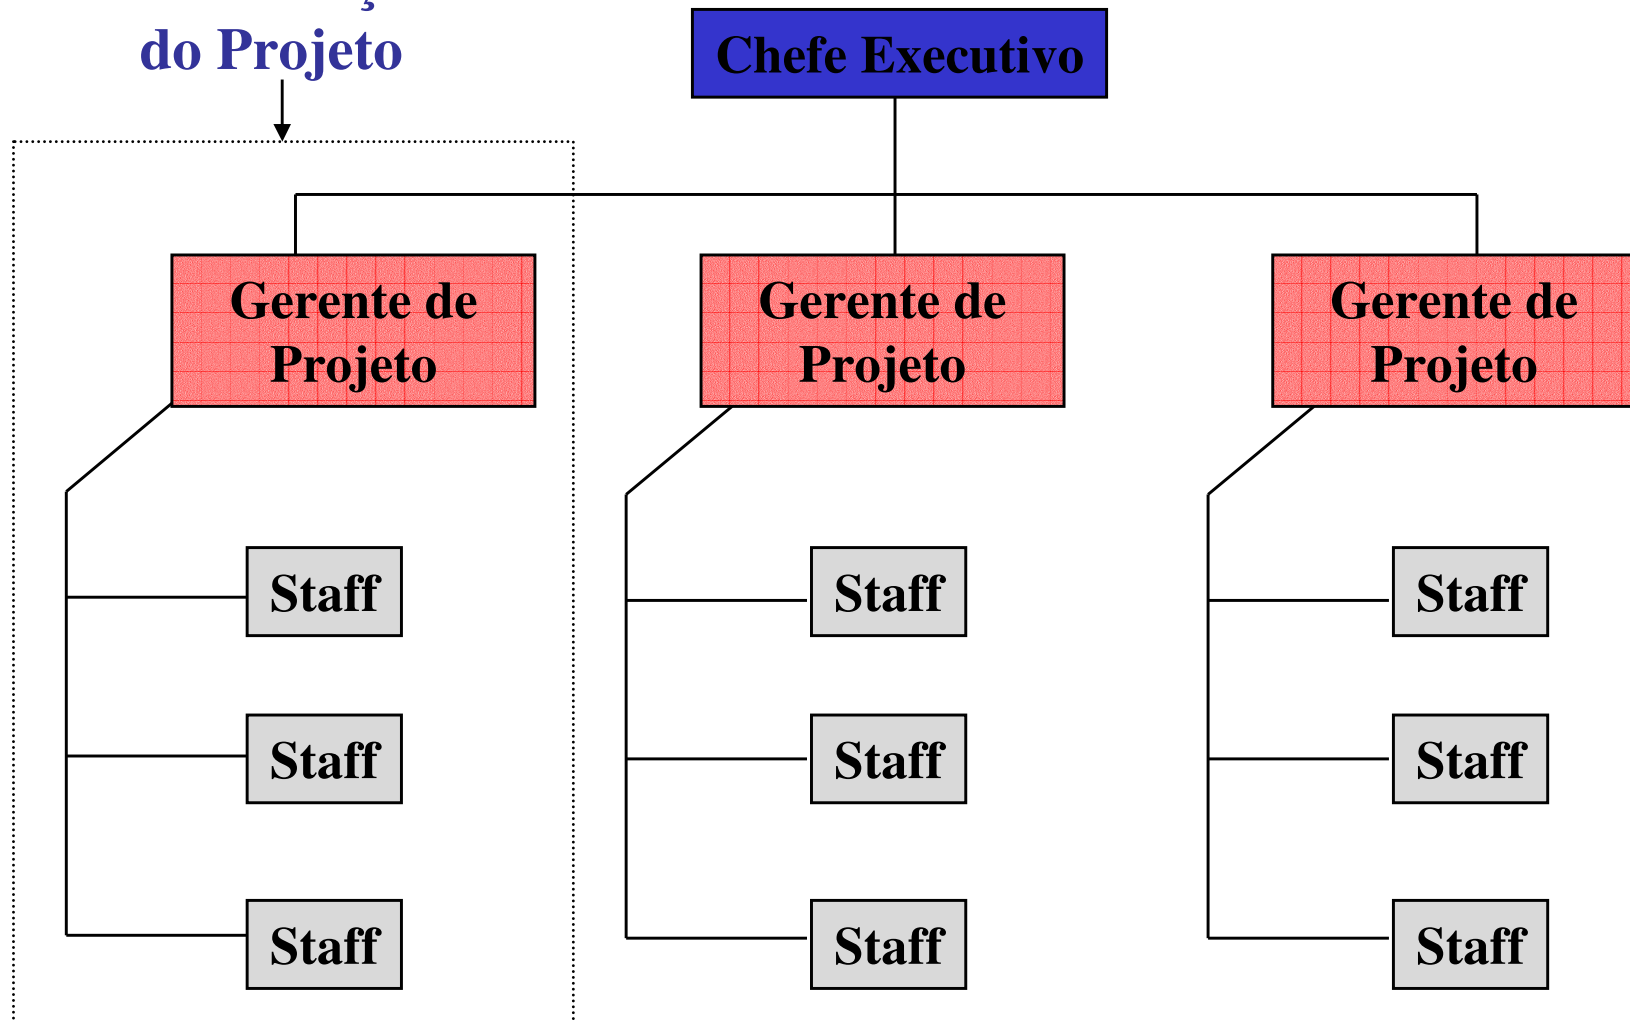 do Projeto
Chefe Executivo
Gerente de
Projeto
Gerente de
Projeto
Gerente de
Projeto
Staff
Staff
Staff
Staff
Staff
Staff
Staff
Staff
Staff